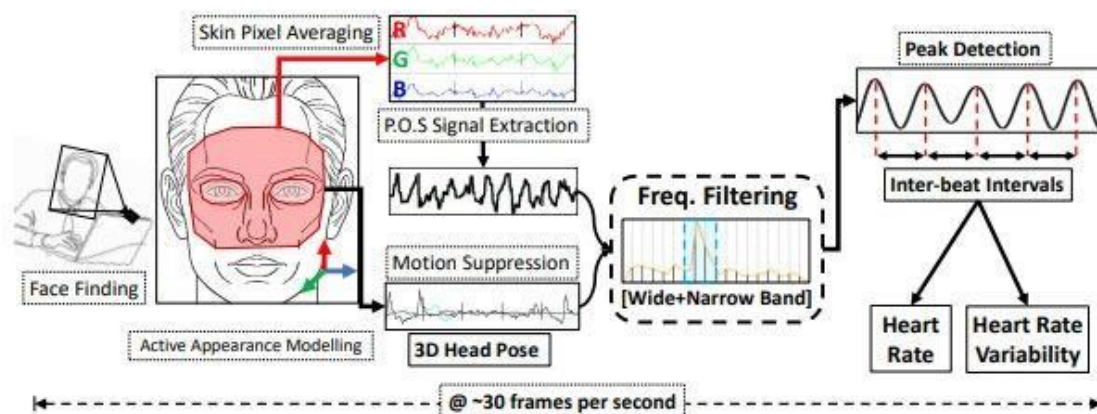 Skin Pixel Averaging
R
G
B
P.O.S Signal Extraction
Face Finding
Active Appearance Modelling
Motion Suppression
3D Head Pose
Freq. Filtering
[Wide+Narrow Band]
Peak Detection
Inter-beat Intervals
Heart
Rate
Heart Rate
Variability
@ ~30 frames per second